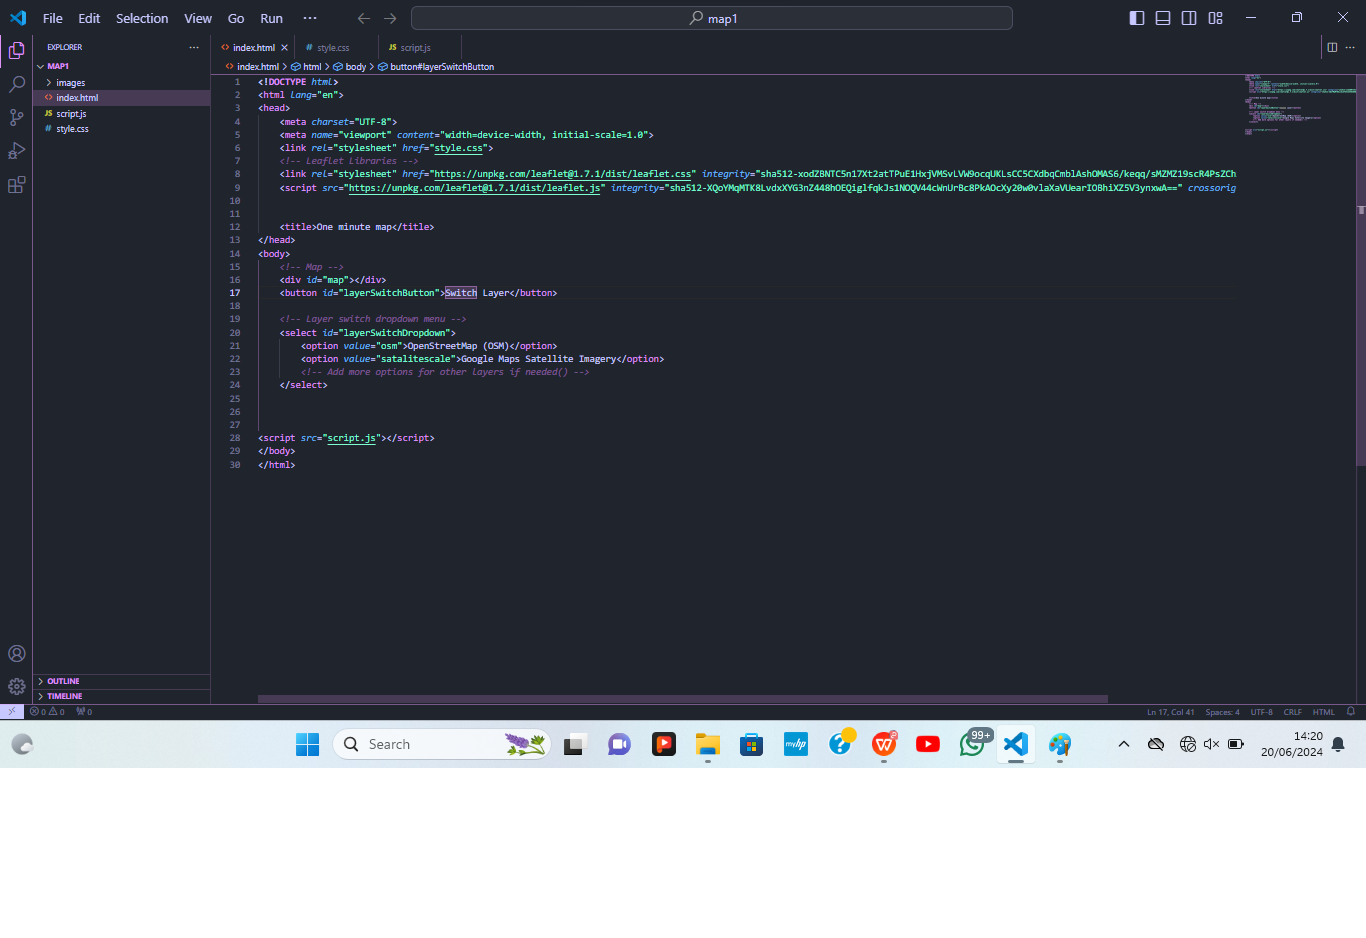 File Edit Selection View Go Run ···
map1
EXPLORER ···
MAP1
images
index.html
JS script.js
# style.css
OUTLINE
TIMELINE
<> index.html × # style.css JS script.js
<> index.html > html > body > button#layerSwitchButton
1 <!DOCTYPE html>
2 <html lang="en">
3 <head>
4 <meta charset="UTF-8">
5 <meta name="viewport" content="width=device-width, initial-scale=1.0">
6 <link rel="stylesheet" href="style.css">
7 <!-- Leaflet Libraries -->
8 <link rel="stylesheet" href="https://unpkg.com/leaflet@1.7.1/dist/leaflet.css" integrity="sha512-xodZBNTC5n17Xt2atTPuE1HxjVMSvLVW9ocqUKLsCC5CXdbqCmblAshOMAS6/keqq/sMZMZ19scR4PsZCh
9 <script src="https://unpkg.com/leaflet@1.7.1/dist/leaflet.js" integrity="sha512-XQoYMqMTK8LvdxXYG3nZ448hOEQiglfqkJs1NOQV44cWnUrBc8PkAOcXy20w0vlaXaVUearIOBhiXZ5V3ynxwA==" crossorig
10
11
12 <title>One minute map</title>
13 </head>
14 <body>
15 <!-- Map -->
16 <div id="map"></div>
17 <button id="layerSwitchButton">Switch Layer</button>
18
19 <!-- Layer switch dropdown menu -->
20 <select id="layerSwitchDropdown">
21 <option value="osm">OpenStreetMap (OSM)</option>
22 <option value="satalitescale">Google Maps Satellite Imagery</option>
23 <!-- Add more options for other layers if needed() -->
24 </select>
25
26
27
28 <script src="script.js"></script>
29 </body>
30 </html>
0 0 0
Ln 17, Col 41 Spaces: 4 UTF-8 CRLF HTML
Search
myhp
99+
14:20
20/06/2024